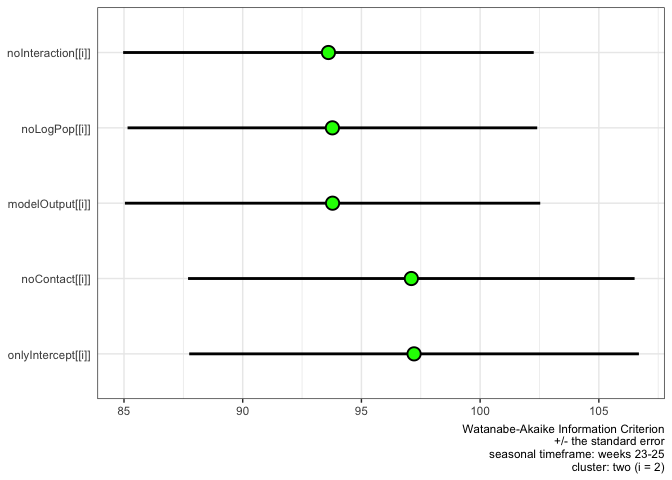 noInteraction[[i]]
noLogPop[[i]]
modelOutput[[i]]
noContact[[i]]
onlyIntercept[[i]]
85 90 95 100 105
Watanabe-Akaike Information Criterion
+/- the standard error
seasonal timeframe: weeks 23-25
cluster: two (i = 2)